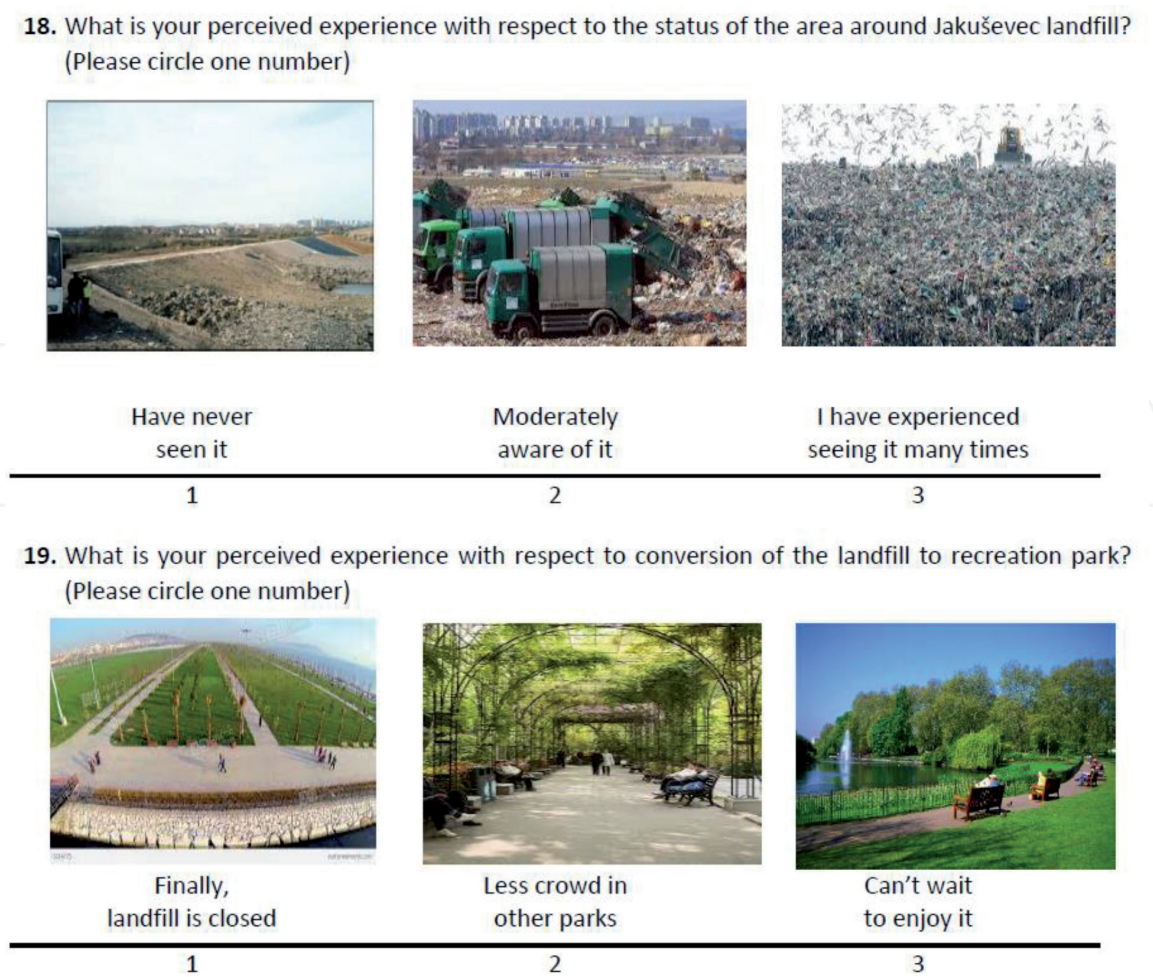 18. What is your perceived experience with respect to the status of the area around Jakuševec landfill?
(Please circle one number)
Have never
seen it
Moderately
aware of it
I have experienced
seeing it many times
1
2
3
19. What is your perceived experience with respect to conversion of the landfill to recreation park?
(Please circle one number)
Finally,
landfill is closed
Less crowd in
other parks
Can't wait
to enjoy it
1
2
3